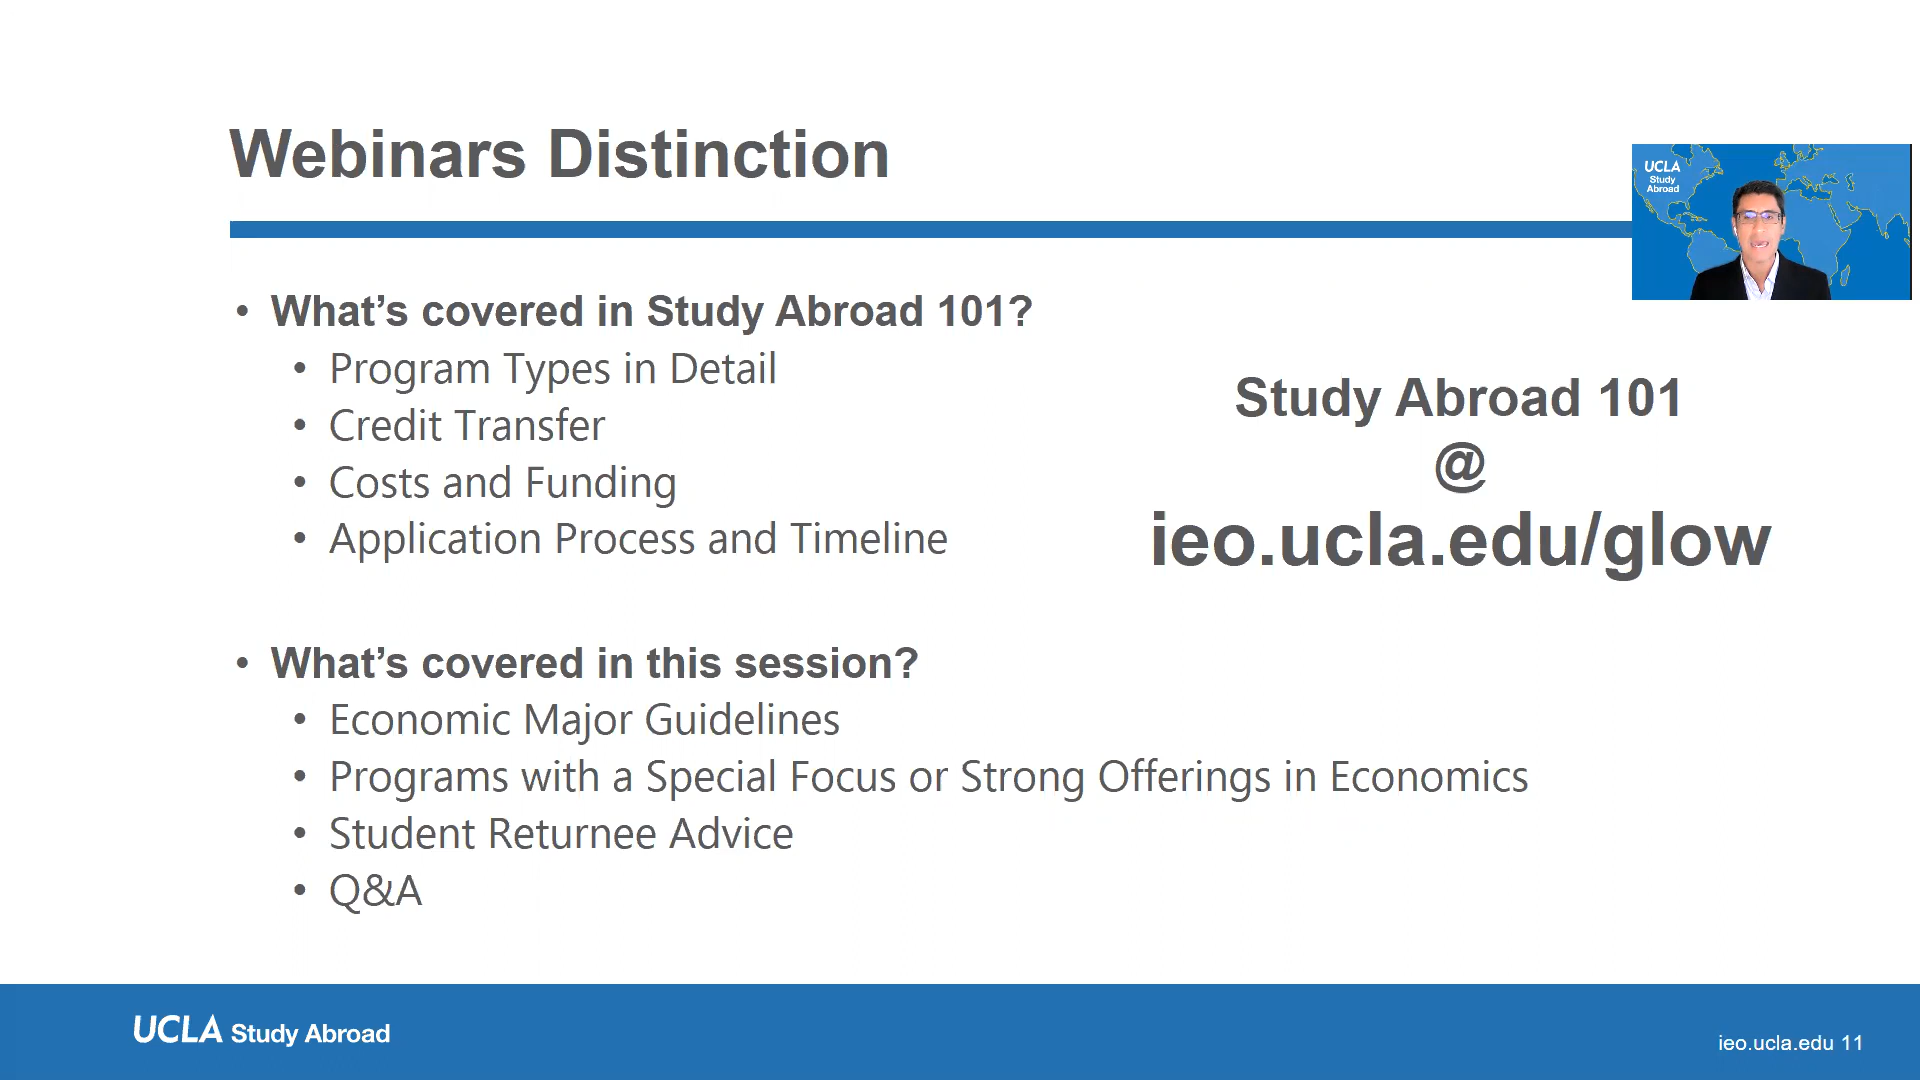 Webinars Distinction
UCLA
Study
Abroad
• What’s covered in Study Abroad 101?
• Program Types in Detail
• Credit Transfer
• Costs and Funding
• Application Process and Timeline
Study Abroad 101
@
ieo.ucla.edu/glow
• What’s covered in this session?
• Economic Major Guidelines
• Programs with a Special Focus or Strong Offerings in Economics
• Student Returnee Advice
• Q&A
UCLA Study Abroad
ieo.ucla.edu 11